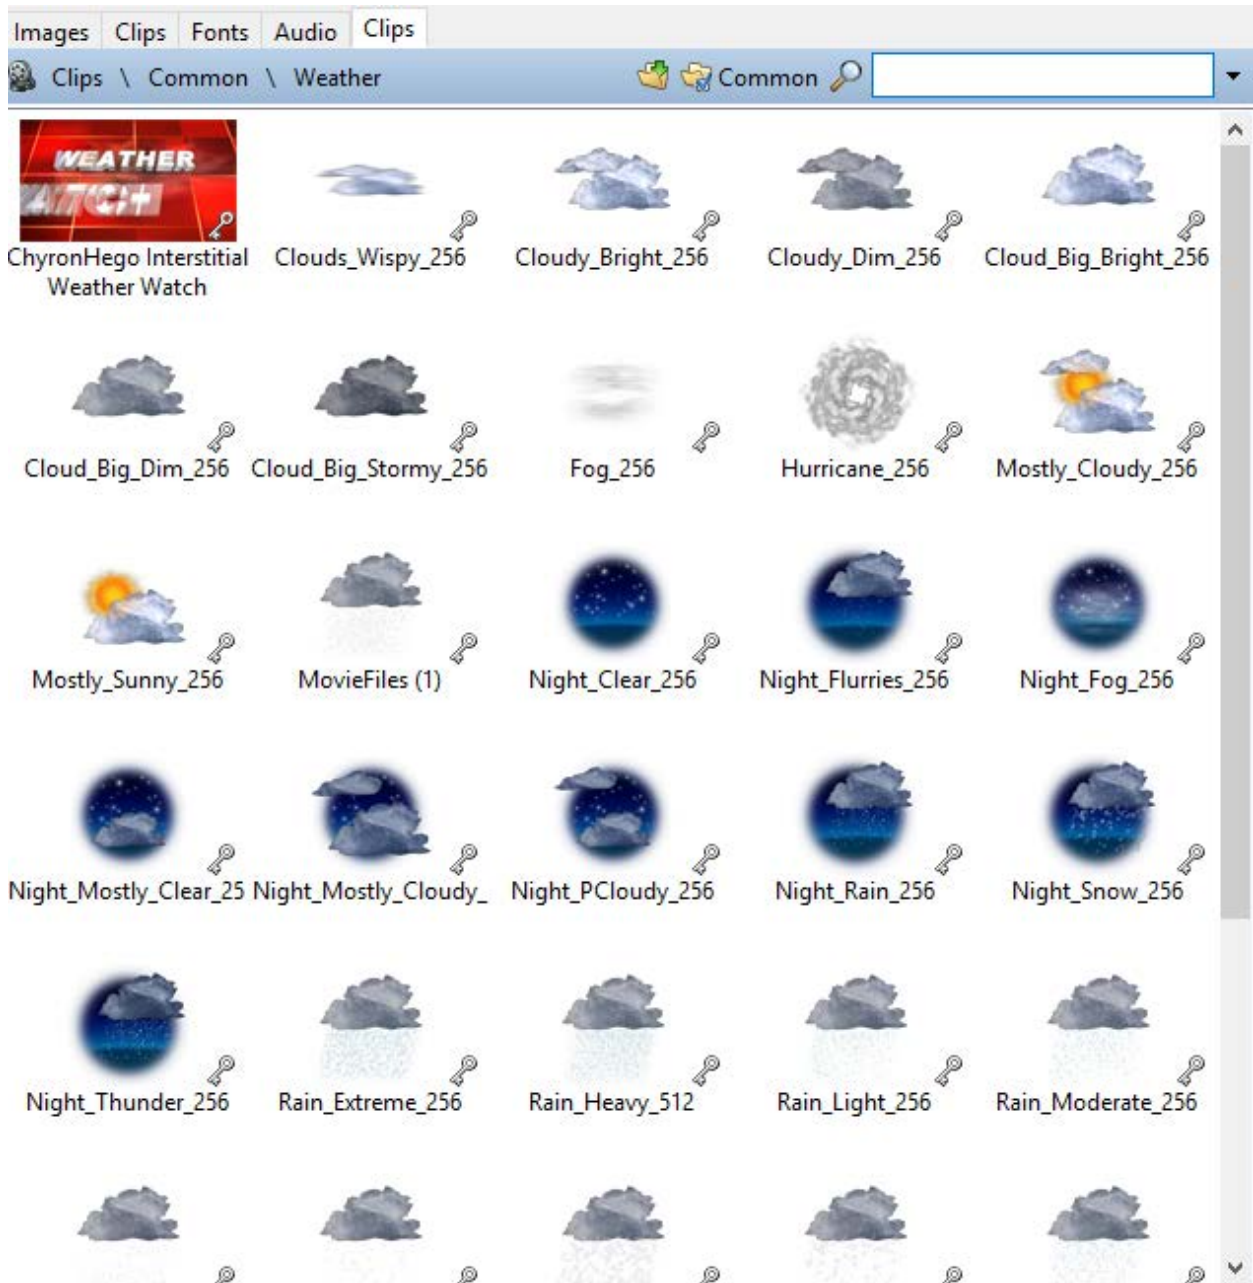 Images Clips Fonts Audio Clips
Clips \ Common \ Weather Common
WEATHER
WATCH
ChyronHego Interstitial Weather Watch Clouds_Wispy_256 Cloudy_Bright_256 Cloudy_Dim_256 Cloud_Big_Bright_256
Cloud_Big_Dim_256 Cloud_Big_Stormy_256 Fog_256 Hurricane_256 Mostly_Cloudy_256
Mostly_Sunny_256 MovieFiles (1) Night_Clear_256 Night_Flurries_256 Night_Fog_256
Night_Mostly_Clear_25 Night_Mostly_Cloudy_ Night_PCloudy_256 Night_Rain_256 Night_Snow_256
Night_Thunder_256 Rain_Extreme_256 Rain_Heavy_512 Rain_Light_256 Rain_Moderate_256